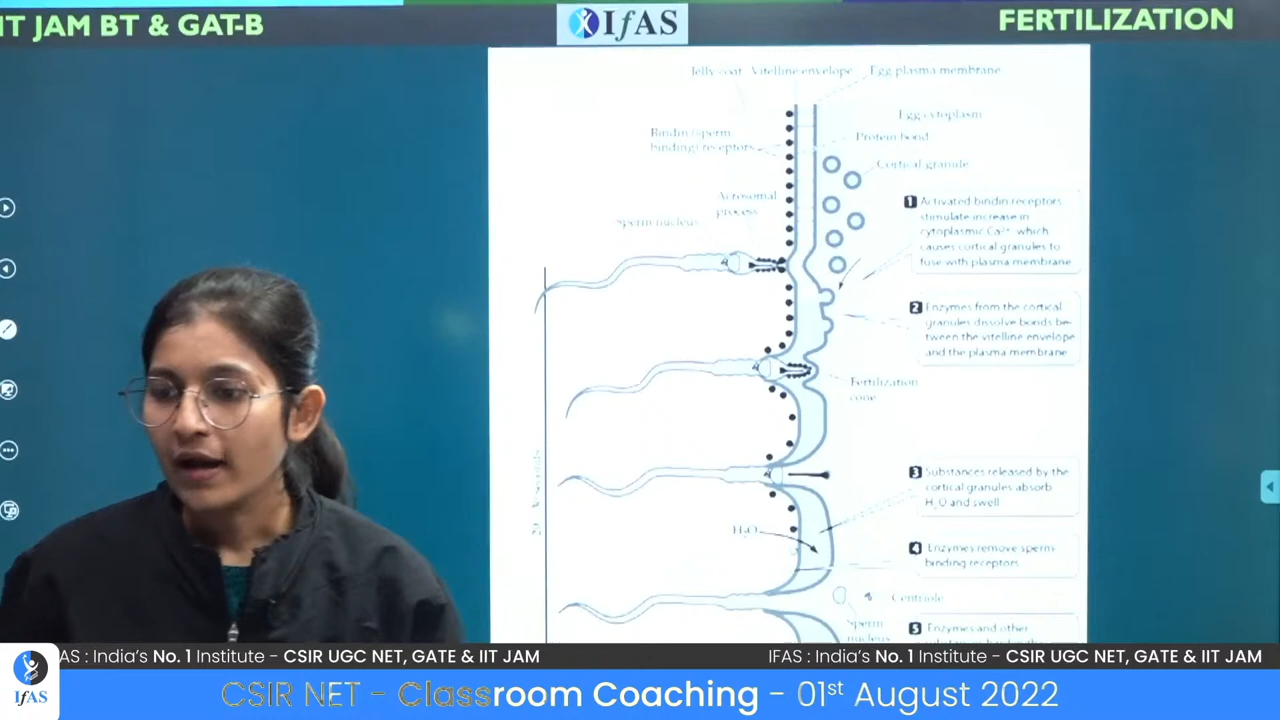 IT JAM BT & GAT-B
IfAS
FERTILIZATION
Jelly coat
Vitelline envelope
Egg plasma membrane
Egg cytoplasm
Bindin (sperm
binding) receptors
Protein bond
Cortical granule
Acrosomal
process
Sperm nucleus
1 Activated bindin receptors
stimulate increase in
cytoplasmic Ca²⁺, which
causes cortical granules to
fuse with plasma membrane
2 Enzymes from the cortical
granules dissolve bonds be-
tween the vitelline envelope
and the plasma membrane
Fertilization
cone
3 Substances released by the
cortical granules absorb
H₂O and swell
H₂O
4 Enzymes remove sperm-
binding receptors
Centriole
Sperm
nucleus
5 Enzymes and other
AS : India's No. 1 Institute - CSIR UGC NET, GATE & IIT JAM
IFAS : India's No. 1 Institute - CSIR UGC NET, GATE & IIT JAM
IfAS
CSIR NET - Classroom Coaching - 01st August 2022